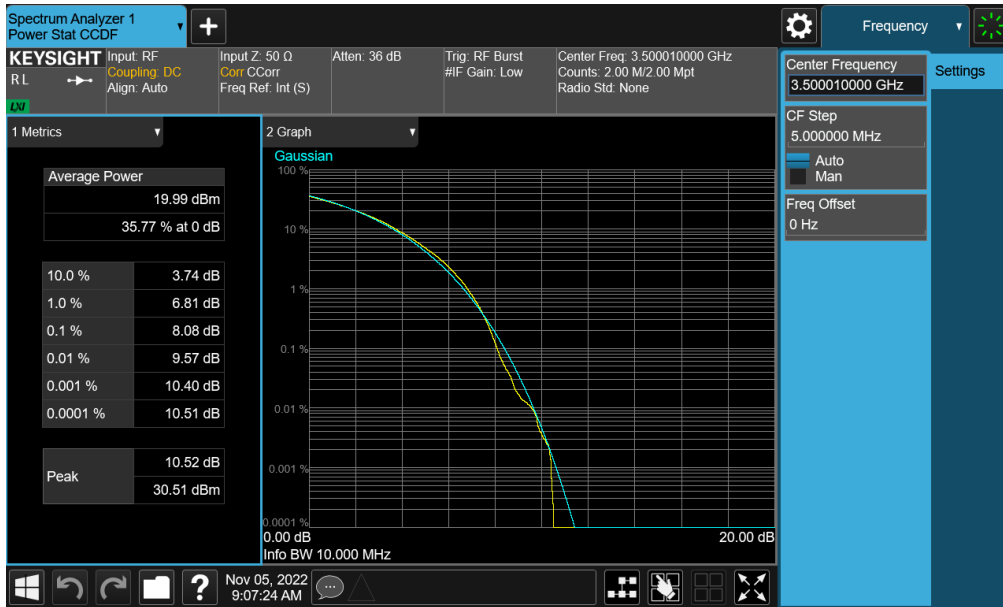 Spectrum Analyzer 1
Power Stat CCDF
Frequency
KEYSIGHT
RL
LXI
Input: RF
Coupling: DC
Align: Auto
Input Z: 50 Ω
Corr CCorr
Freq Ref: Int (S)
Atten: 36 dB
Trig: RF Burst
#IF Gain: Low
Center Freq: 3.500010000 GHz
Counts: 2.00 M/2.00 Mpt
Radio Std: None
Center Frequency
3.500010000 GHz
Settings
CF Step
5.000000 MHz
Auto
Man
Freq Offset
0 Hz
1 Metrics
Average Power
19.99 dBm
35.77 % at 0 dB
10.0 % 3.74 dB
1.0 % 6.81 dB
0.1 % 8.08 dB
0.01 % 9.57 dB
0.001 % 10.40 dB
0.0001 % 10.51 dB
Peak
10.52 dB
30.51 dBm
2 Graph
Gaussian
100 %
10 %
1 %
0.1 %
0.01 %
0.001 %
0.0001 %
0.00 dB 20.00 dB
Info BW 10.000 MHz
?
Nov 05, 2022
9:07:24 AM